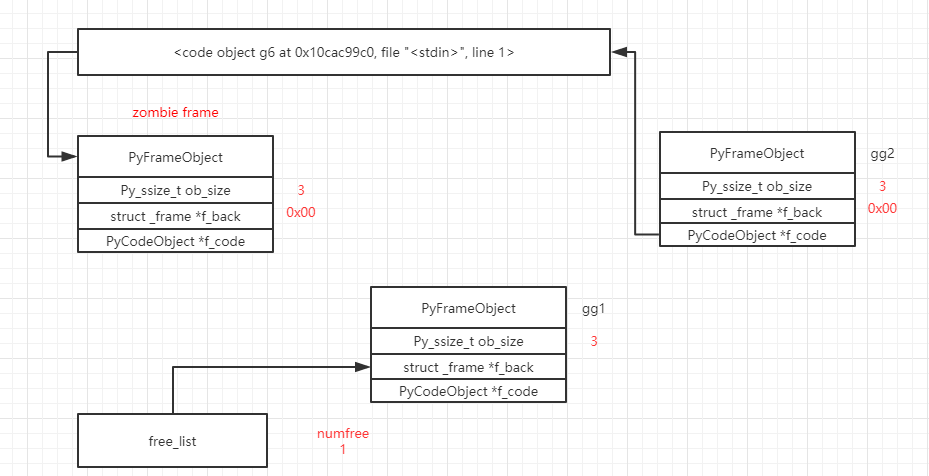 <code object g6 at 0x10cac99c0, file "<stdin>", line 1>
zombie frame
PyFrameObject
Py_ssize_t ob_size 3
struct _frame *f_back 0x00
PyCodeObject *f_code
PyFrameObject gg2
Py_ssize_t ob_size 3
struct _frame *f_back 0x00
PyCodeObject *f_code
PyFrameObject gg1
Py_ssize_t ob_size 3
struct _frame *f_back
PyCodeObject *f_code
free_list
numfree
1